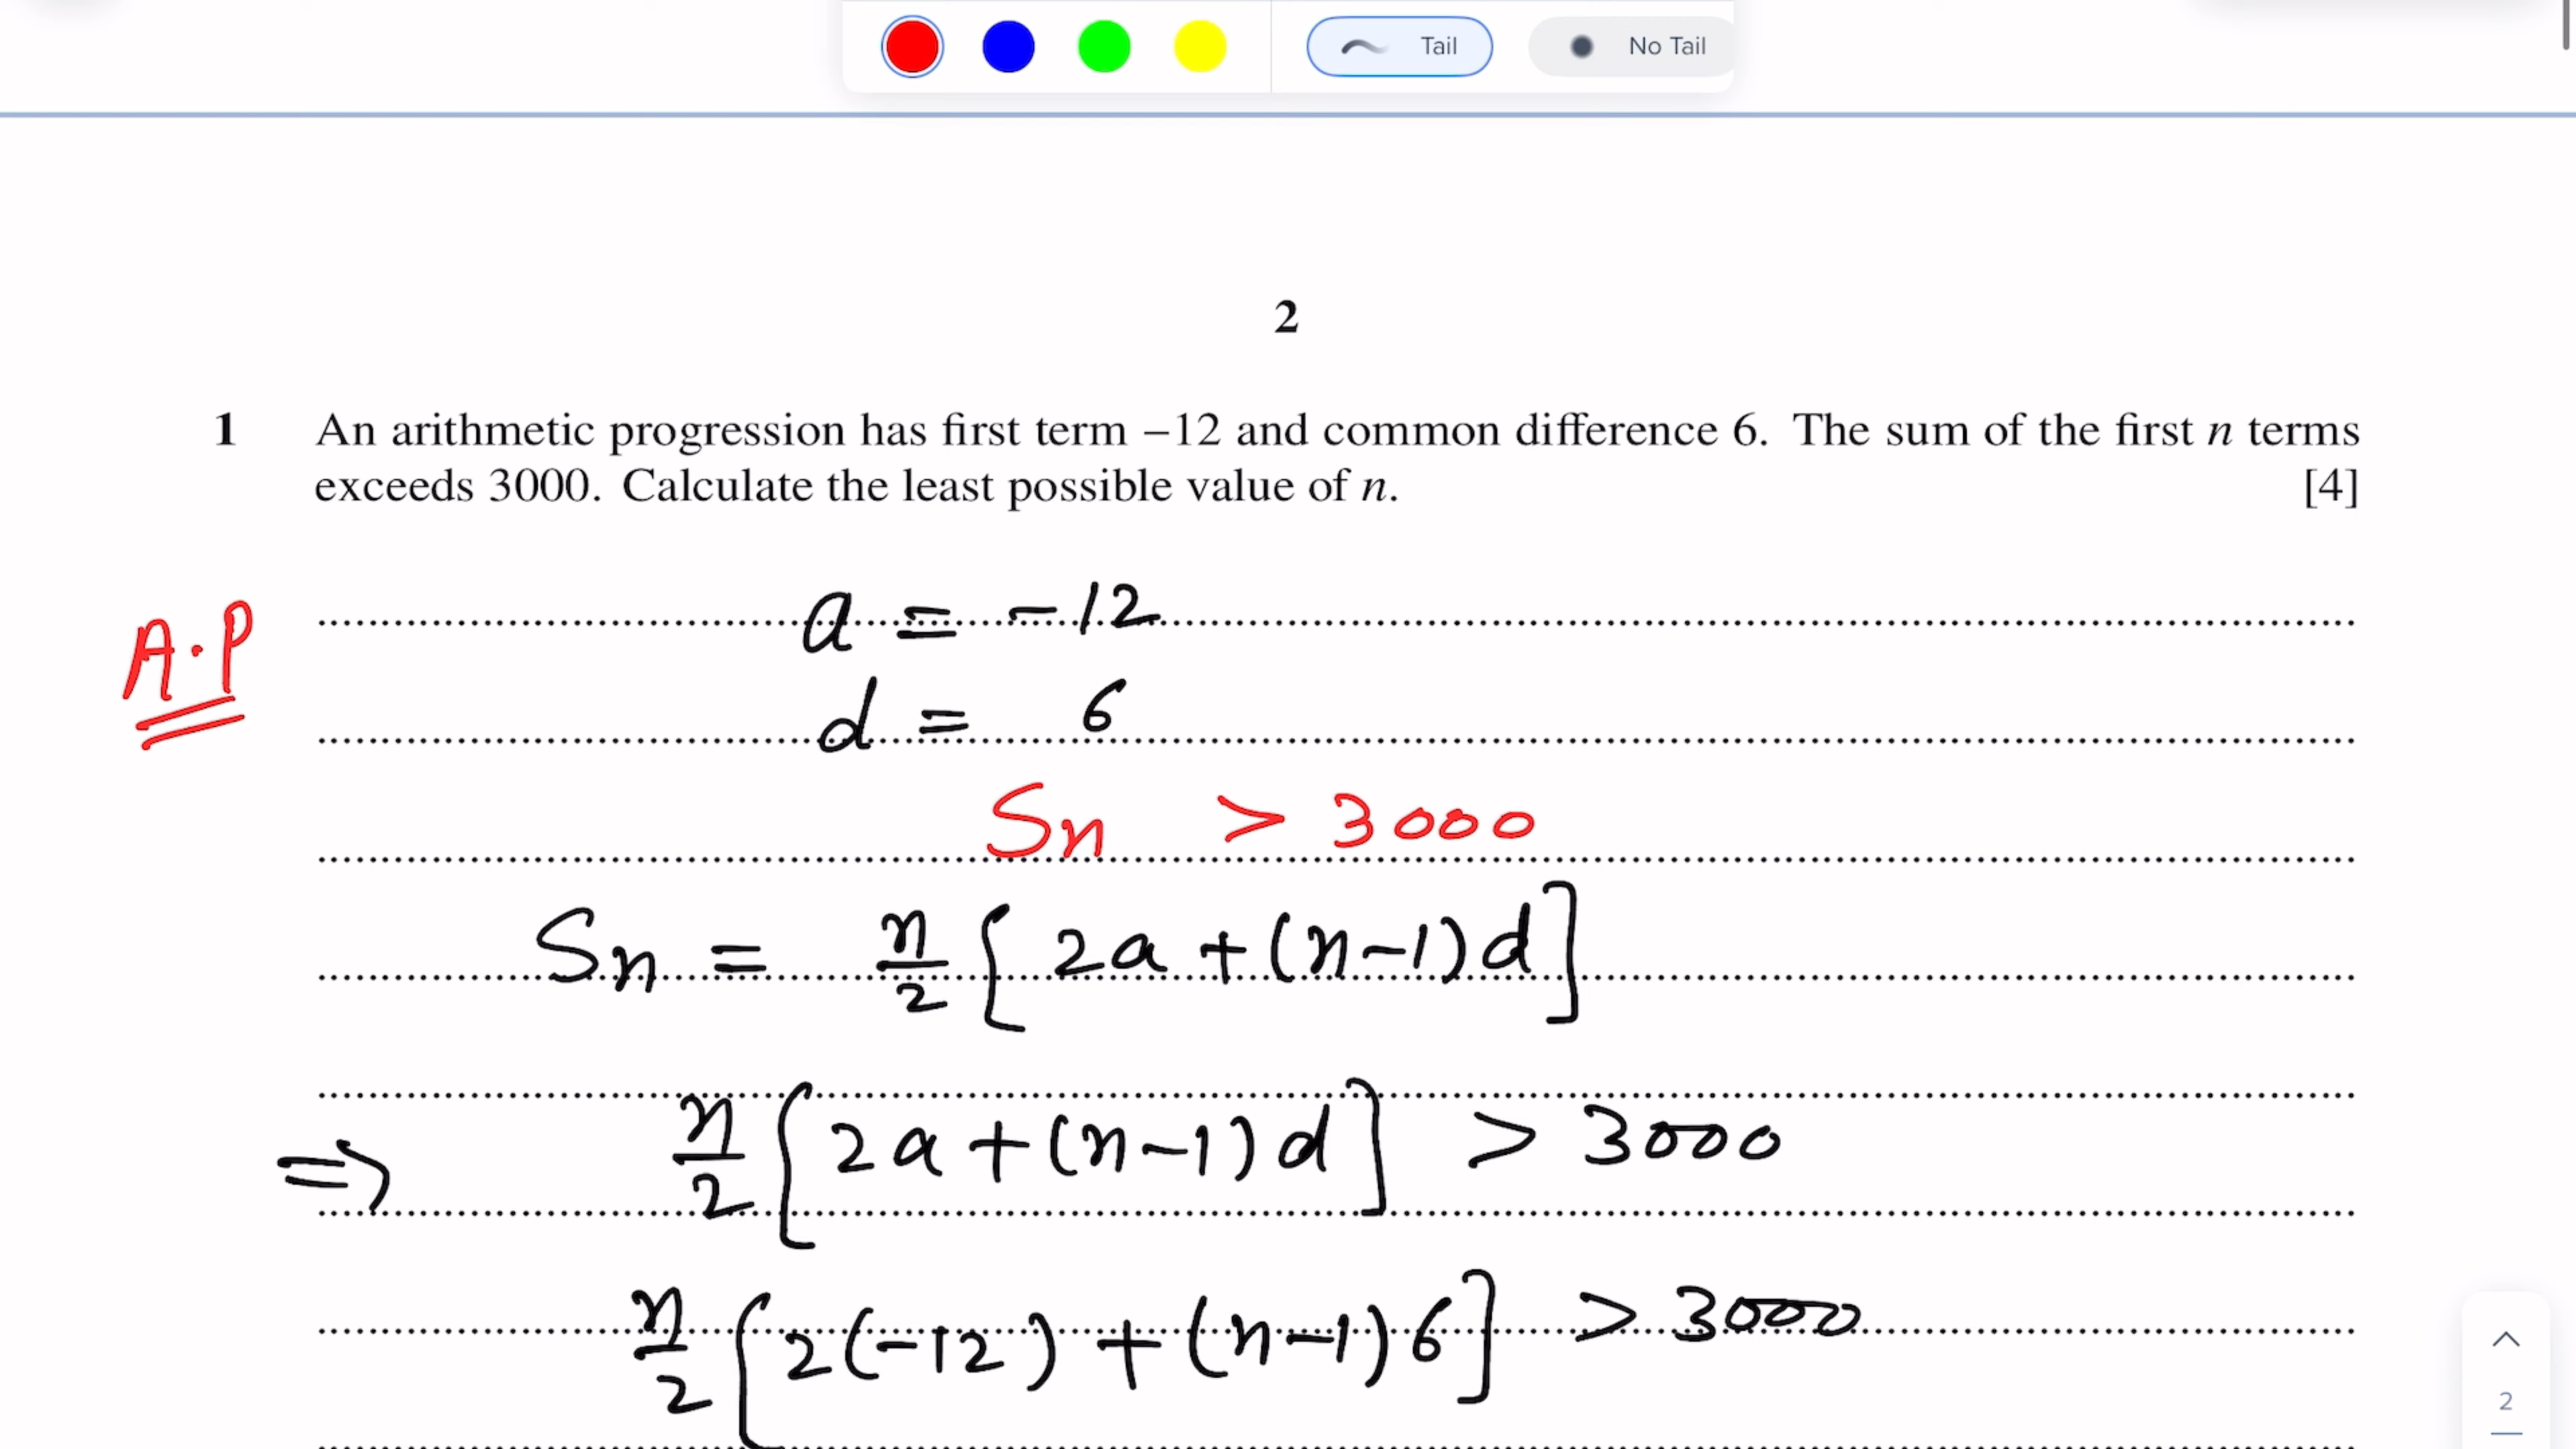 Tail No Tail
2
1 An arithmetic progression has first term −12 and common difference 6. The sum of the first n terms
exceeds 3000. Calculate the least possible value of n. [4]
a = -12
A.P
d = 6
Sn > 3000
Sn = n/2 [2a + (n-1)d]
=> n/2 [2a + (n-1)d] > 3000
n/2 [2(-12) + (n-1)6] > 3000
2